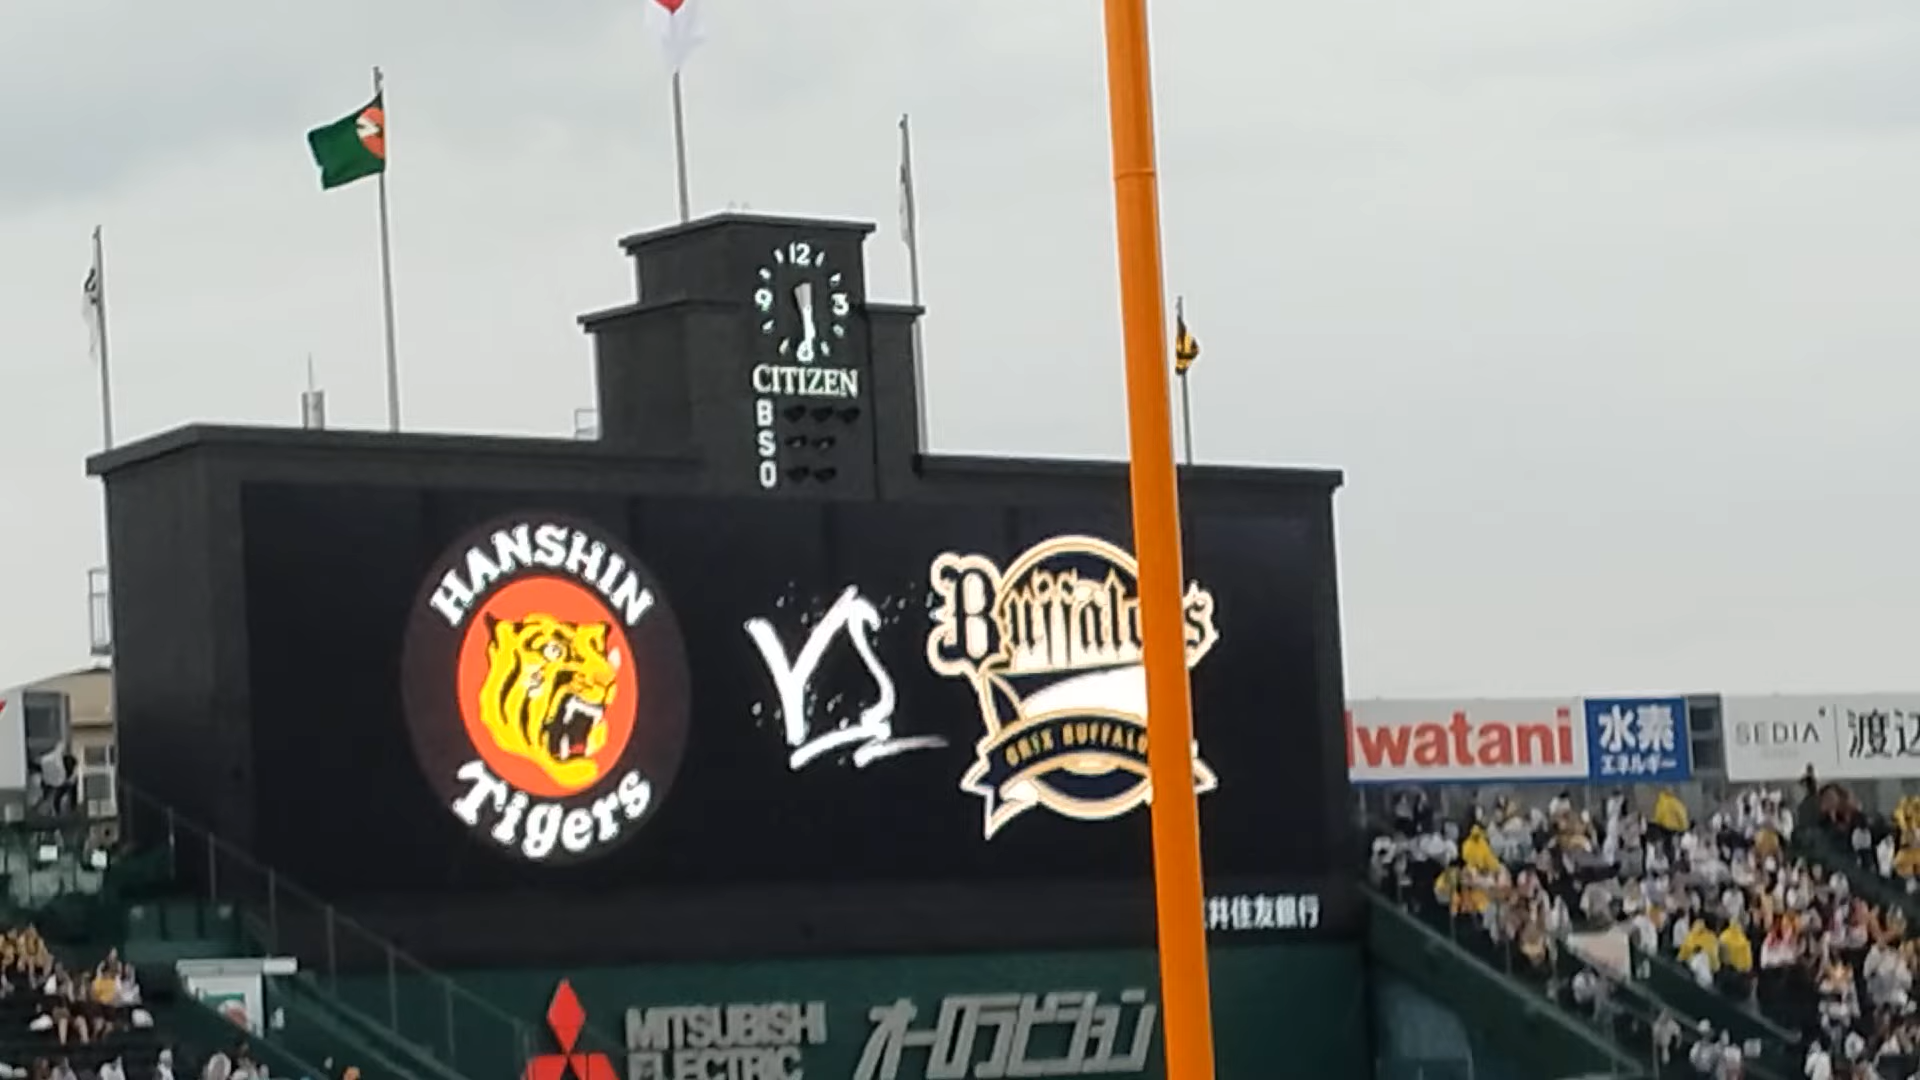 12
9
3
6
CITIZEN
B
S
O
HANSHIN
Tigers
VS
Buffaloes
ORIX BUFFALO
Iwatani
水素
エネルギー
SEDIA
渡辺
井住友銀行
MITSUBISHI
ELECTRIC
オーロラビジョン